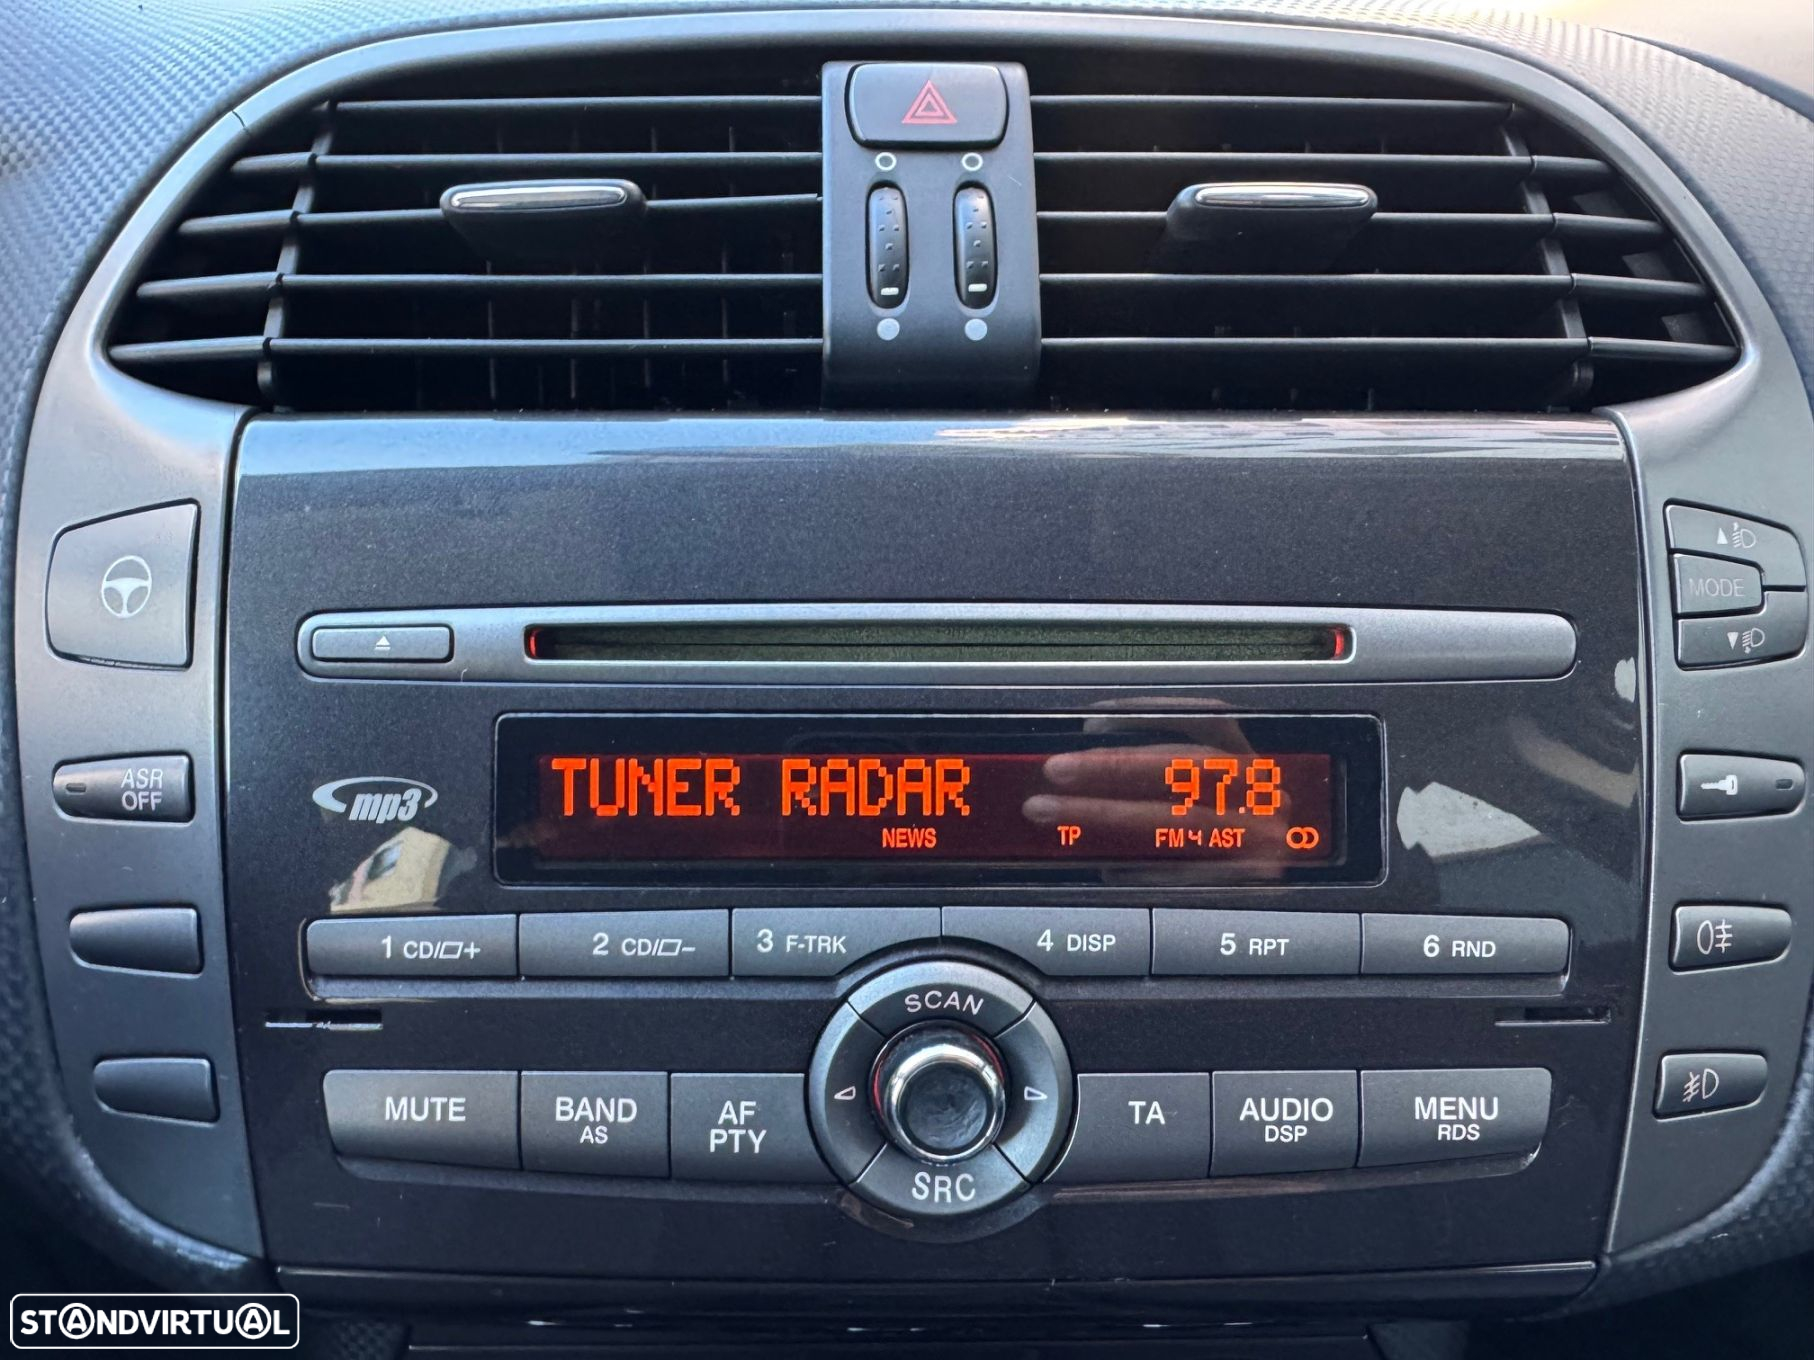 MODE
ASR
OFF
mp3
TUNER RADAR 97.8
NEWS TP FM 4 AST
1 CD/+
2 CD/-
3 F-TRK
4 DISP
5 RPT
6 RND
SCAN
MUTE
BAND
AS
AF
PTY
TA
AUDIO
DSP
MENU
RDS
SRC
STANDVIRTUAL